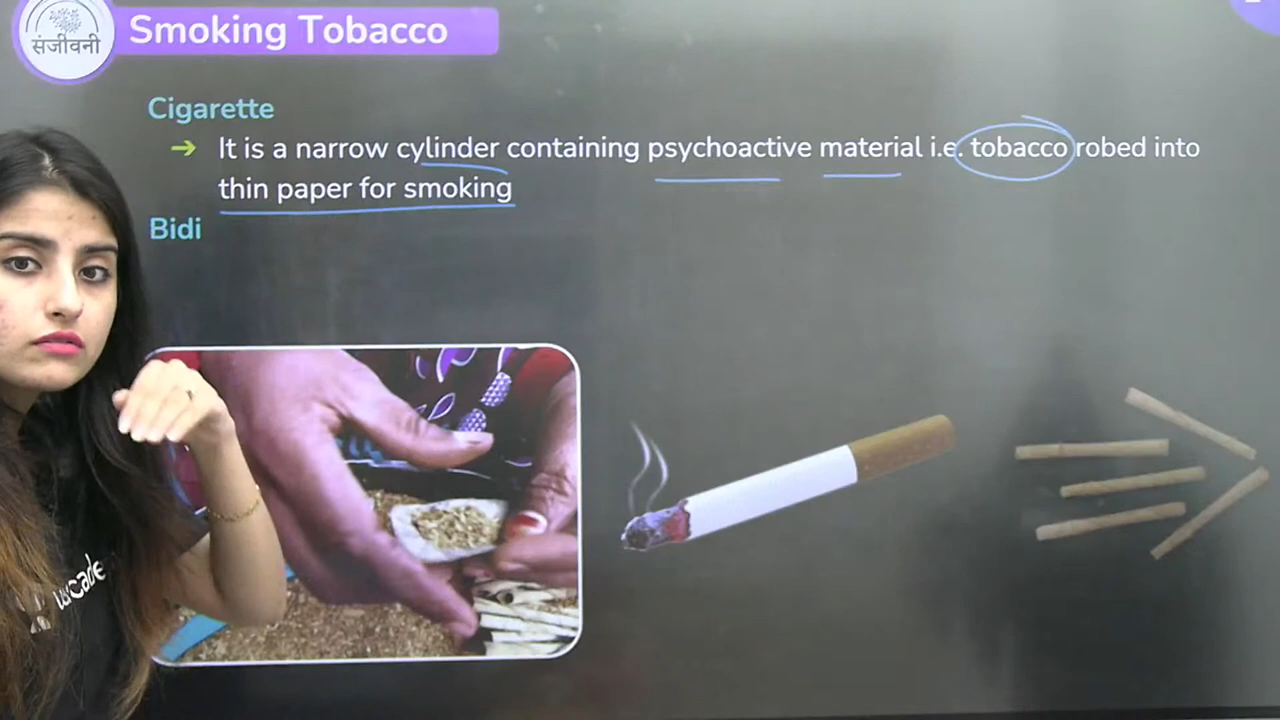 संजीवनी
Smoking Tobacco
Cigarette
➔ It is a narrow cylinder containing psychoactive material i.e. tobacco robed into
thin paper for smoking
Bidi